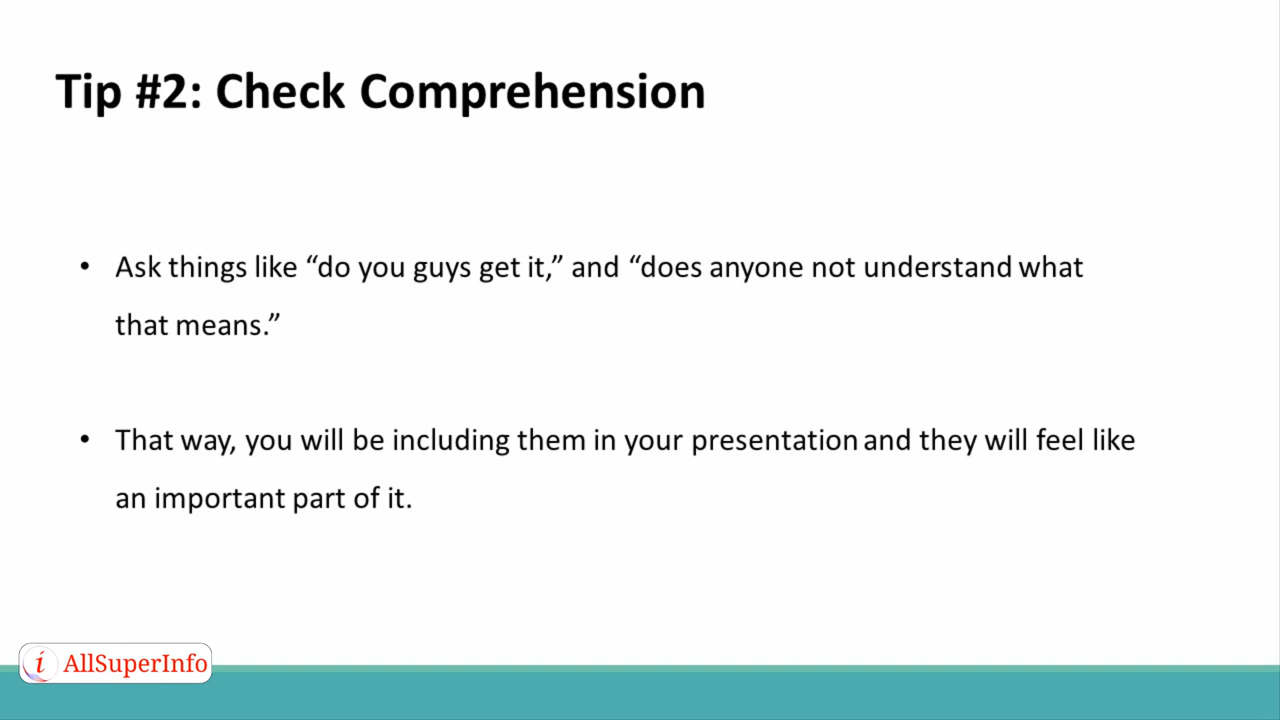 Tip #2: Check Comprehension
• Ask things like “do you guys get it,” and “does anyone not understand what
that means.”
• That way, you will be including them in your presentation and they will feel like
an important part of it.
i AllSuperInfo